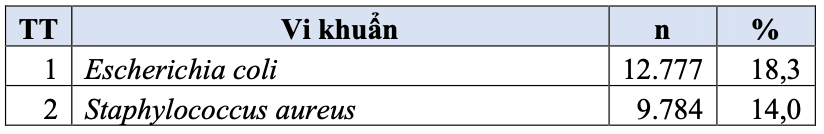 TT Vi khuẩn n %
1 Escherichia coli 12.777 18,3
2 Staphylococcus aureus 9.784 14,0